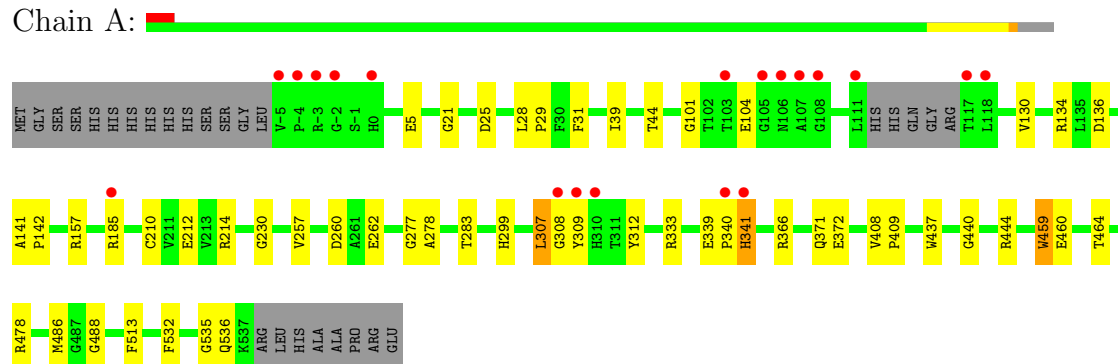 Chain A:
MET GLY SER SER HIS HIS HIS HIS HIS HIS SER SER GLY LEU V-5 P-4 R-3 G-2 S-1 H0 E5 G21 D25 L28 P29 F30 F31 I39 T44 G101 T102 T103 E104 G105 N106 A107 G108 L111 HIS HIS GLN GLY ARG T117 L118 V130 R134 L135 D136
A141 P142 R157 R185 C210 V211 E212 V213 R214 G230 V257 D260 A261 E262 G277 A278 T283 H299 L307 G308 Y309 H310 T311 Y312 R333 E339 P340 H341 R366 Q371 E372 V408 P409 W437 G440 R444 W459 E460 T464
R478 M486 G487 G488 F513 F532 G535 Q536 K537 ARG LEU HIS ALA ALA PRO ARG GLU